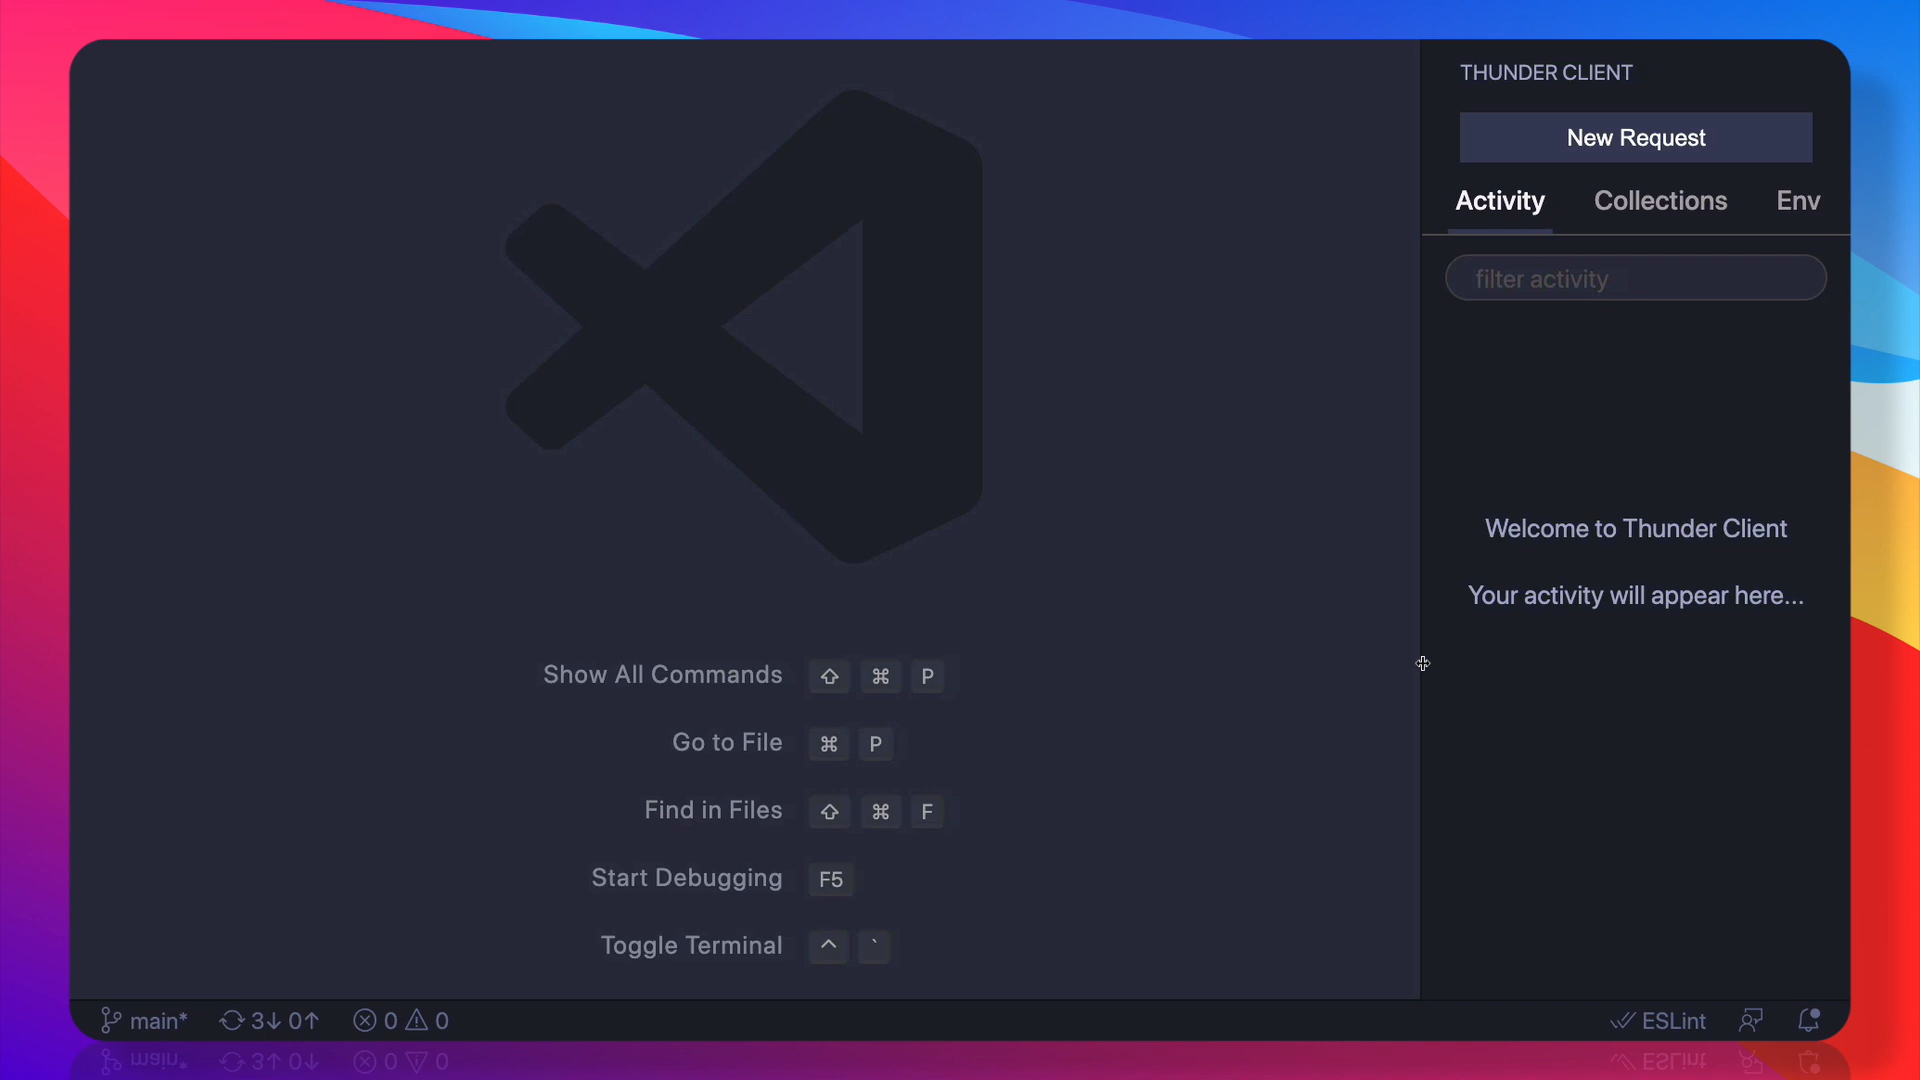 THUNDER CLIENT
New Request
Activity Collections Env
filter activity
Welcome to Thunder Client
Your activity will appear here...
Show All Commands ⇧ ⌘ P
Go to File ⌘ P
Find in Files ⇧ ⌘ F
Start Debugging F5
Toggle Terminal ^ `
main* 3↓ 0↑ 0 0
ESLint